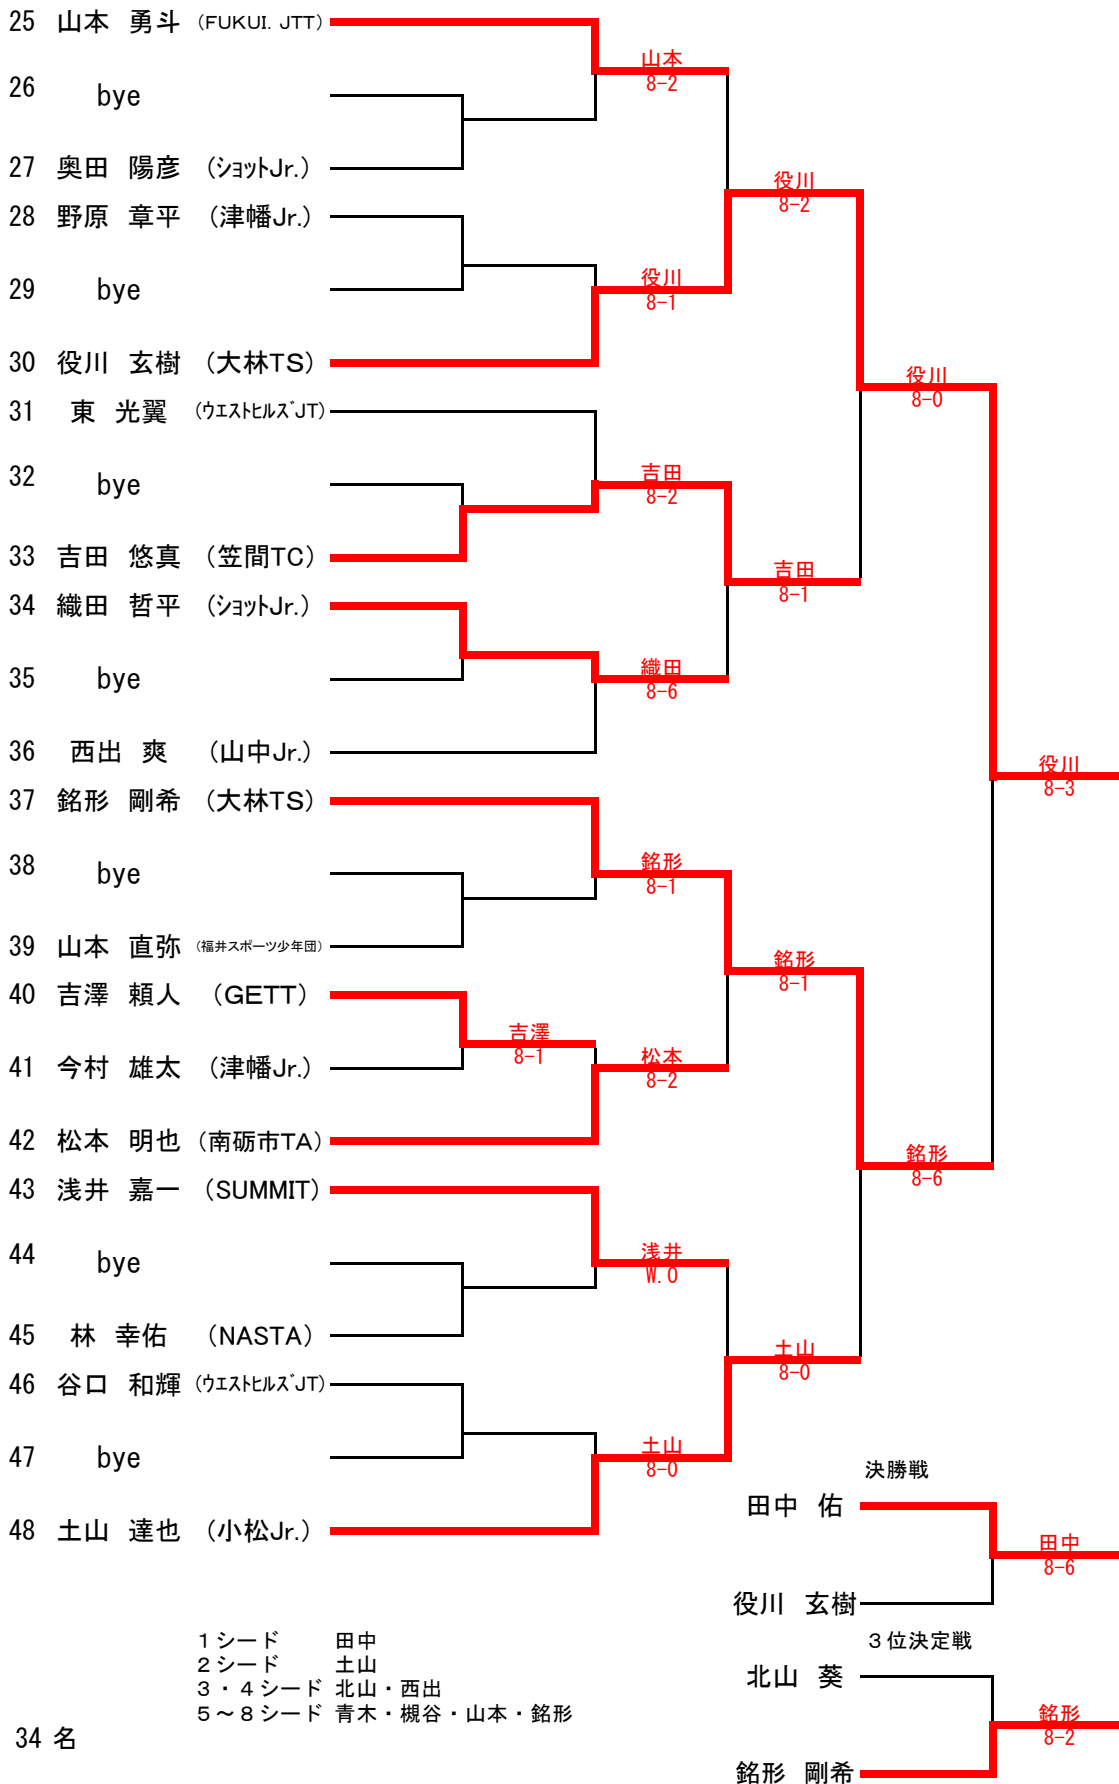 25 山本 勇斗 (FUKUI. JTT)
山本
8-2
26 bye
27 奥田 陽彦 (ショットJr.)
役川
8-2
28 野原 章平 (津幡Jr.)
29 bye
役川
8-1
30 役川 玄樹 (大林TS)
役川
8-0
31 東 光翼 (ウエストヒルズJT)
32 bye
吉田
8-2
33 吉田 悠真 (笠間TC)
吉田
8-1
34 織田 哲平 (ショットJr.)
35 bye
織田
8-6
36 西出 爽 (山中Jr.)
役川
8-3
37 銘形 剛希 (大林TS)
38 bye
銘形
8-1
39 山本 直弥 (福井スポーツ少年団)
銘形
8-1
40 吉澤 頼人 (GETT)
吉澤
8-1
41 今村 雄太 (津幡Jr.)
松本
8-2
42 松本 明也 (南砺市TA)
銘形
8-6
43 浅井 嘉一 (SUMMIT)
44 bye
浅井
W.O
45 林 幸佑 (NASTA)
土山
8-0
46 谷口 和輝 (ウエストヒルズJT)
47 bye
土山
8-0
48 土山 達也 (小松Jr.)
決勝戦
田中 佑
田中
8-6
役川 玄樹
3位決定戦
北山 葵
銘形
8-2
銘形 剛希
1シード 田中
2シード 土山
3・4シード 北山・西出
5~8シード 青木・槻谷・山本・銘形
34 名